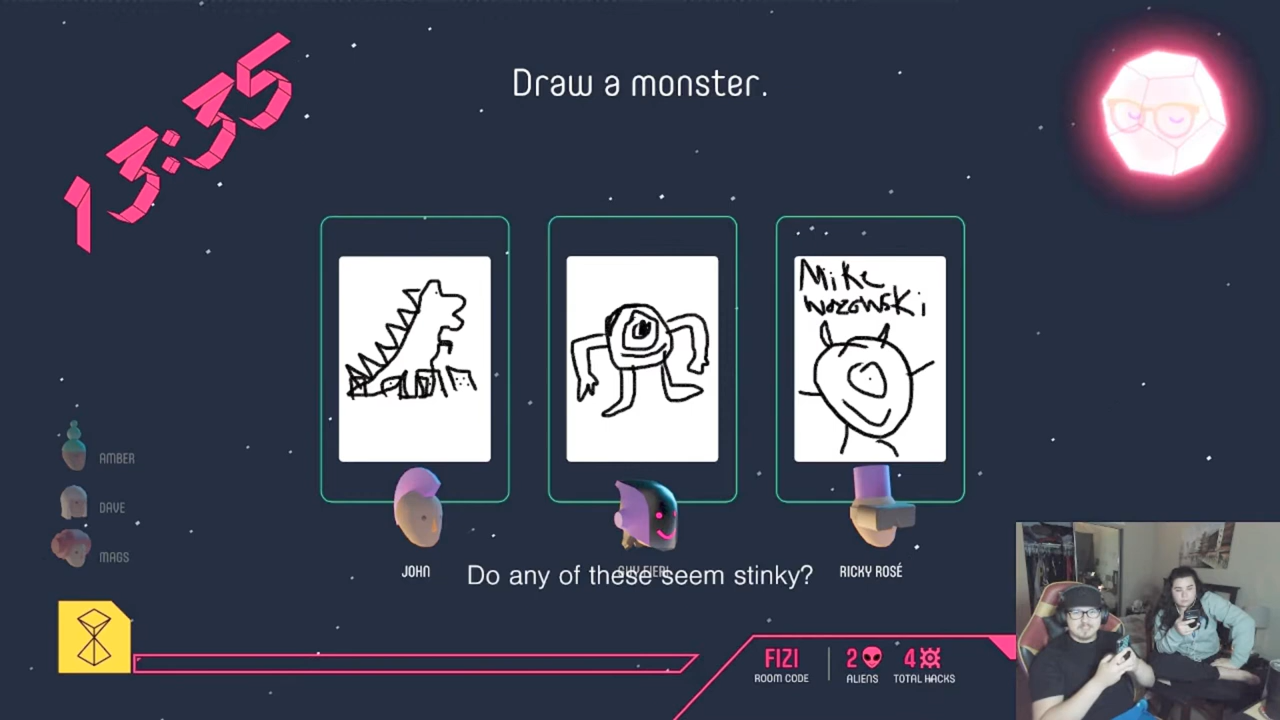 13:35
Draw a monster.
Mike
Wozowski
AMBER
DAVE
MAGS
JOHN
RICKY ROSÉ
Do any of these seem stinky?
FIZI
ROOM CODE
2
ALIENS
4
TOTAL HACKS